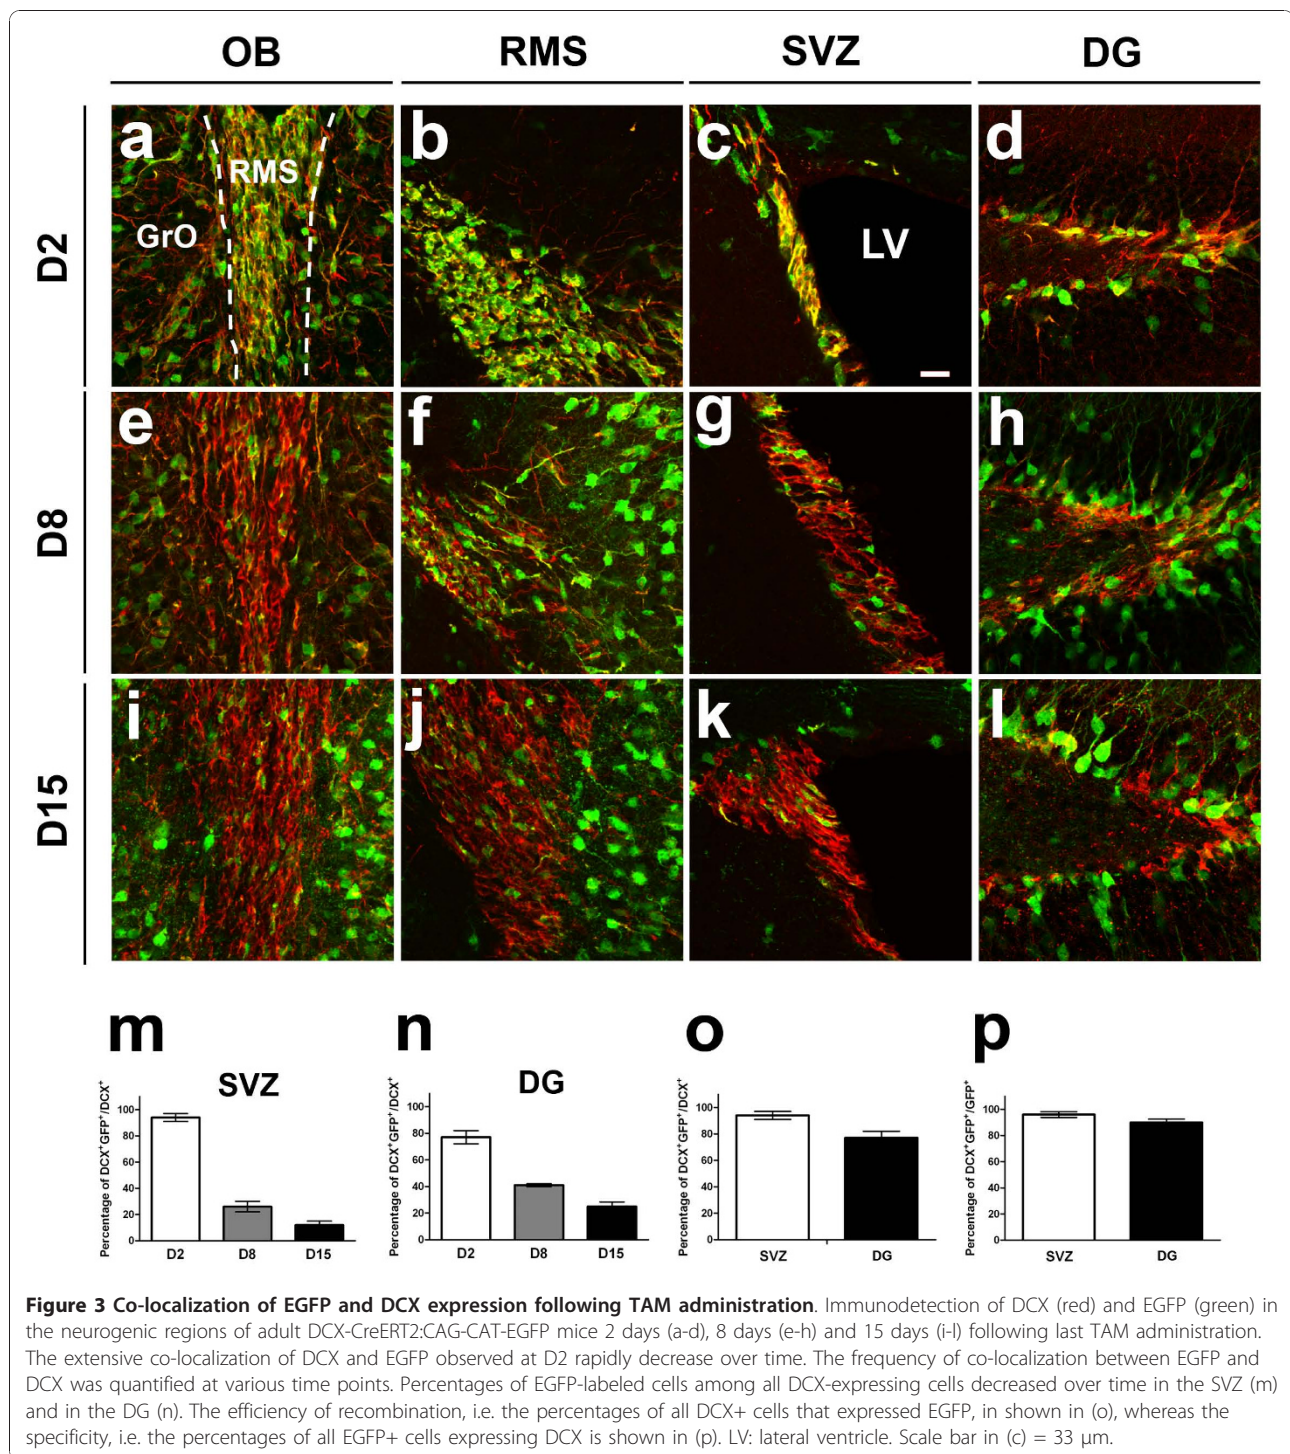 OB RMS SVZ DG
D2
a RMS GrO b c LV d
D8
e f g h
D15
i j k l
m
SVZ
Percentage of DCX⁺GFP⁺/DCX⁺
100
80
60
40
20
0
D2 D8 D15
n
DG
Percentage of DCX⁺GFP⁺/DCX⁺
100
80
60
40
20
0
D2 D8 D15
o
Percentage of DCX⁺GFP⁺/DCX⁺
100
80
60
40
20
0
SVZ DG
p
Percentage of DCX⁺GFP⁺/GFP⁺
100
80
60
40
20
0
SVZ DG
Figure 3 Co-localization of EGFP and DCX expression following TAM administration. Immunodetection of DCX (red) and EGFP (green) in
the neurogenic regions of adult DCX-CreERT2:CAG-CAT-EGFP mice 2 days (a-d), 8 days (e-h) and 15 days (i-l) following last TAM administration.
The extensive co-localization of DCX and EGFP observed at D2 rapidly decrease over time. The frequency of co-localization between EGFP and
DCX was quantified at various time points. Percentages of EGFP-labeled cells among all DCX-expressing cells decreased over time in the SVZ (m)
and in the DG (n). The efficiency of recombination, i.e. the percentages of all DCX+ cells that expressed EGFP, in shown in (o), whereas the
specificity, i.e. the percentages of all EGFP+ cells expressing DCX is shown in (p). LV: lateral ventricle. Scale bar in (c) = 33 μm.